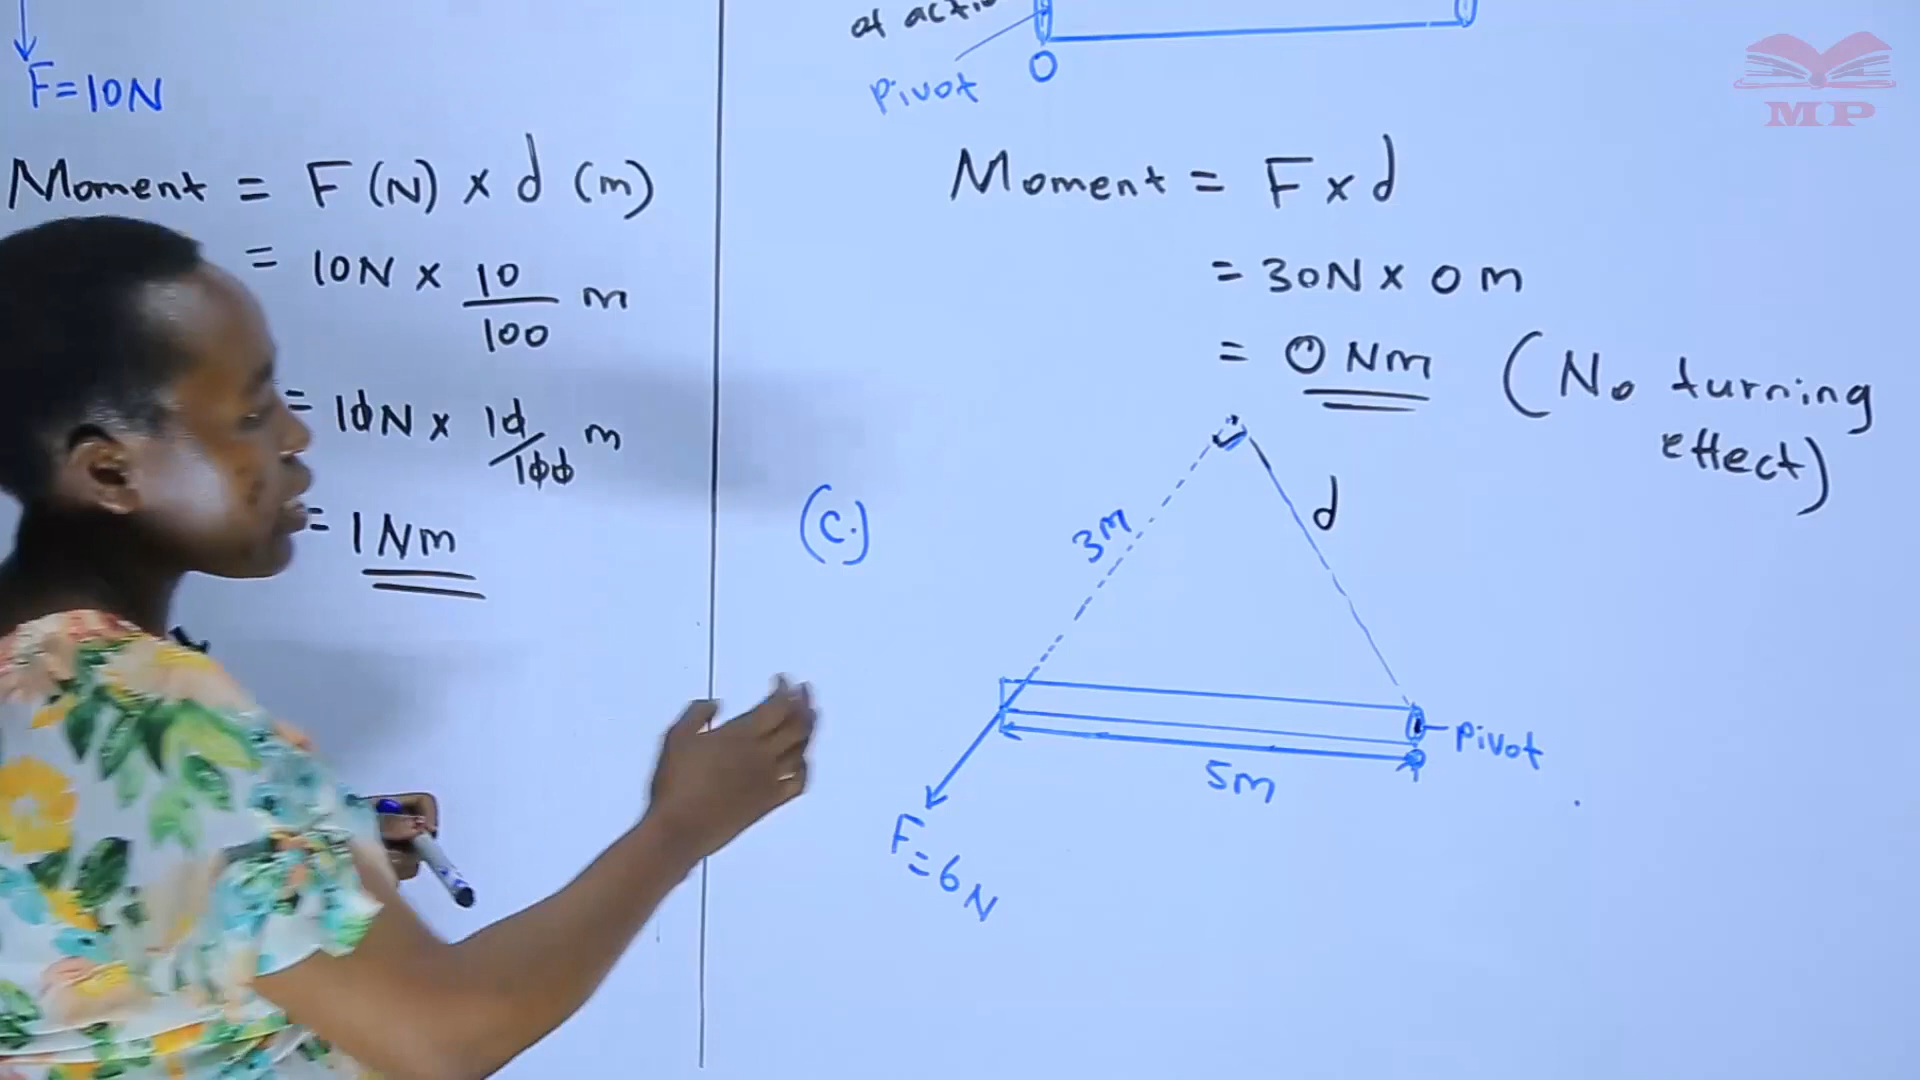 F=10N
Moment = F (N) x d (m)
= 10N x 10/100 m
= 10N x 10/100 m
= 1Nm
of
Pivot
O
Moment = F x d
= 30N x 0 m
= 0 Nm (No turning
effect)
(c.)
3m
d
Pivot
5m
F=6N
MP